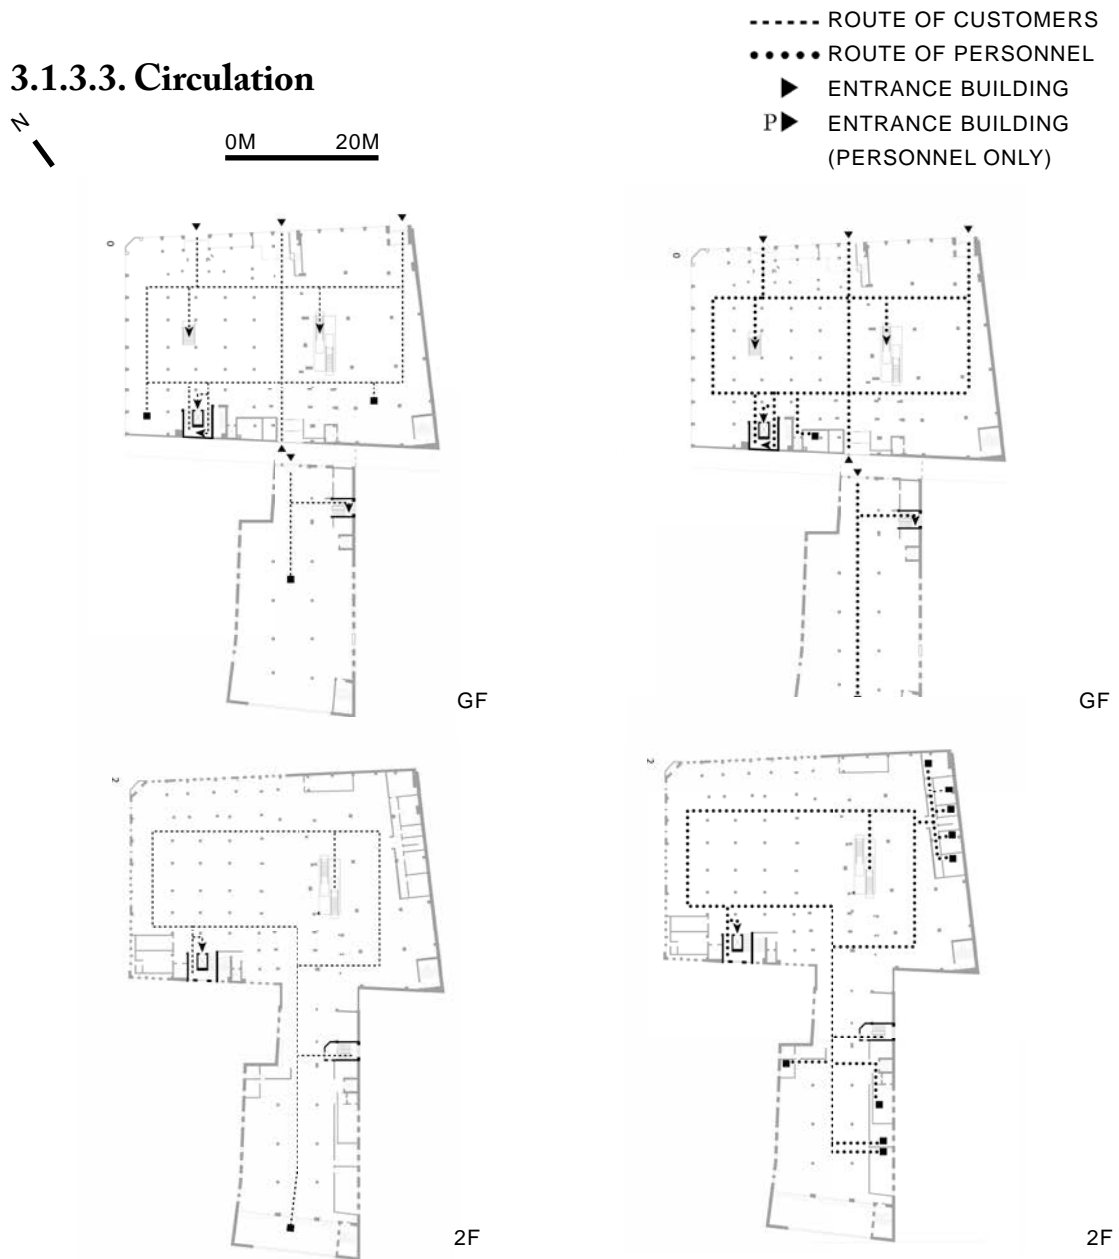 ROUTE OF CUSTOMERS
ROUTE OF PERSONNEL
3.1.3.3. Circulation
ENTRANCE BUILDING
P ENTRANCE BUILDING
(PERSONNEL ONLY)
N
0M 20M
0
0
GF
GF
2
2
2F
2F